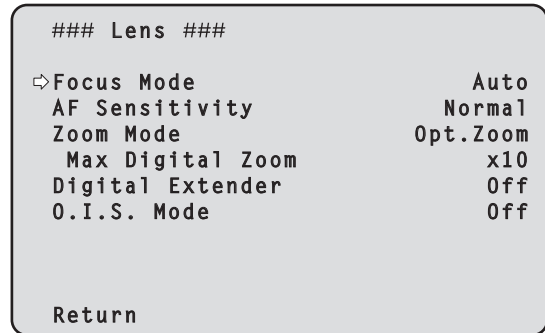 ### Lens ###
⇨Focus Mode Auto
AF Sensitivity Normal
Zoom Mode Opt.Zoom
Max Digital Zoom x10
Digital Extender Off
O.I.S. Mode Off
Return